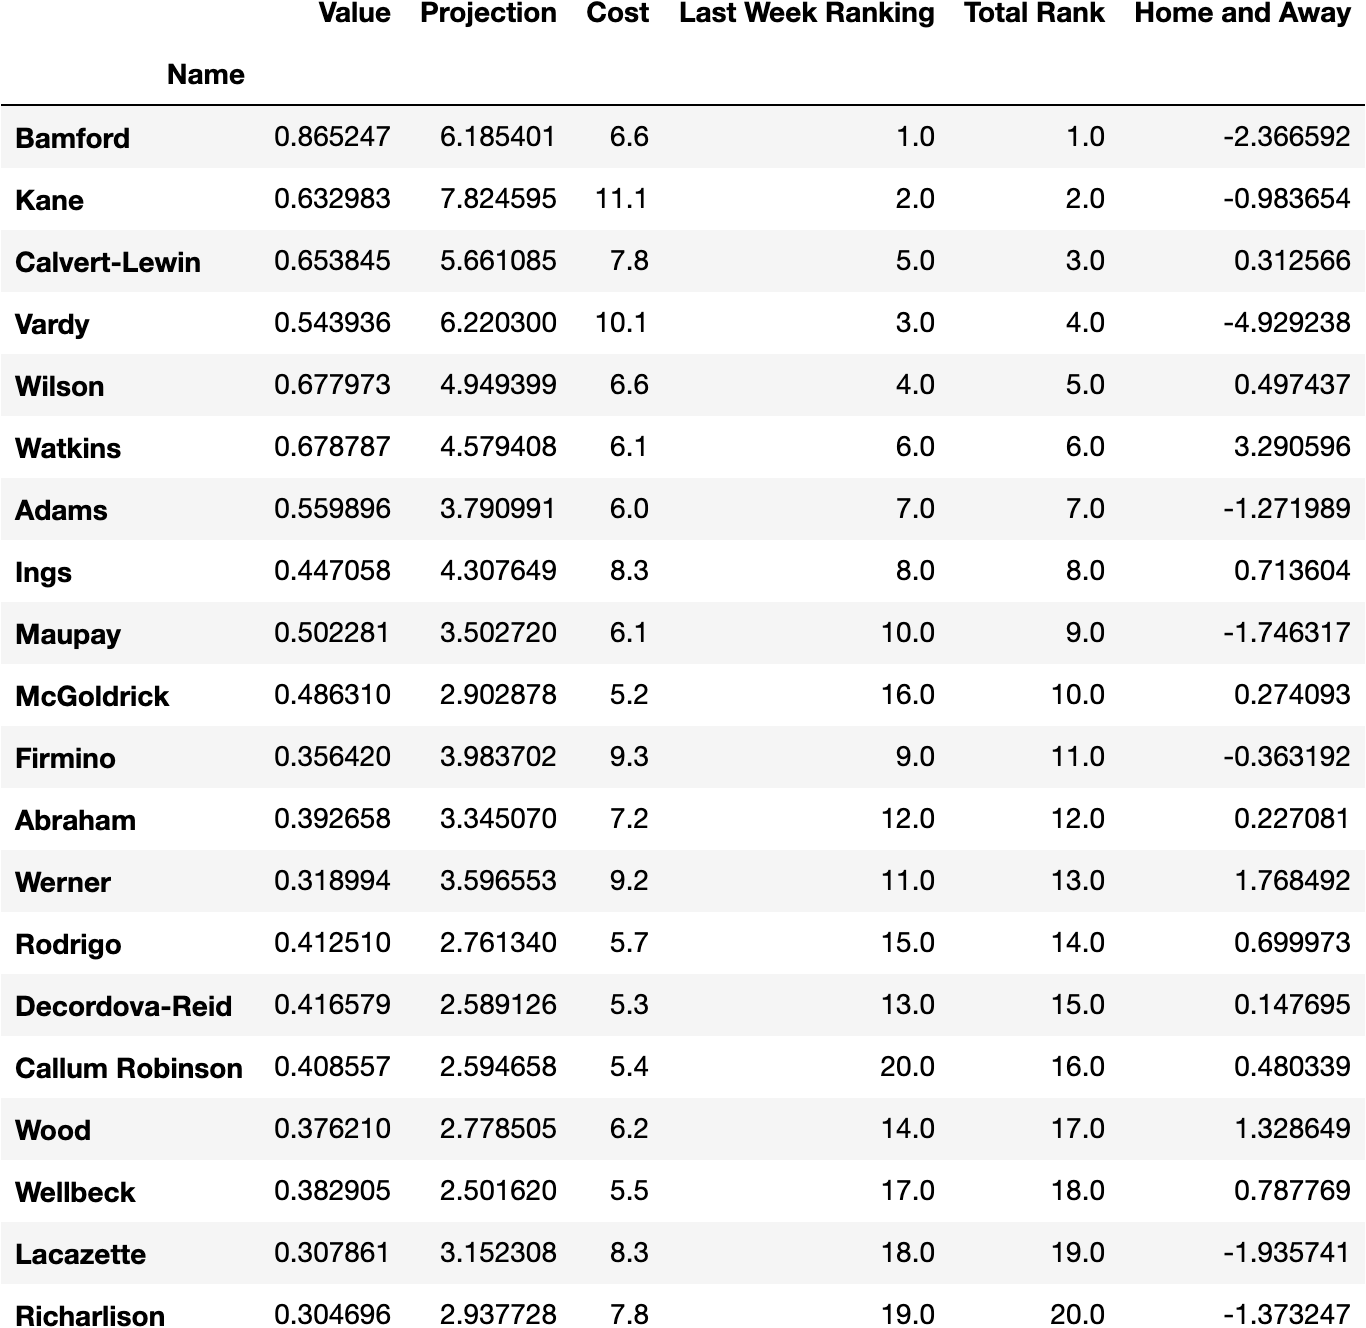 Value Projection Cost Last Week Ranking Total Rank Home and Away
Name
Bamford 0.865247 6.185401 6.6 1.0 1.0 -2.366592
Kane 0.632983 7.824595 11.1 2.0 2.0 -0.983654
Calvert-Lewin 0.653845 5.661085 7.8 5.0 3.0 0.312566
Vardy 0.543936 6.220300 10.1 3.0 4.0 -4.929238
Wilson 0.677973 4.949399 6.6 4.0 5.0 0.497437
Watkins 0.678787 4.579408 6.1 6.0 6.0 3.290596
Adams 0.559896 3.790991 6.0 7.0 7.0 -1.271989
Ings 0.447058 4.307649 8.3 8.0 8.0 0.713604
Maupay 0.502281 3.502720 6.1 10.0 9.0 -1.746317
McGoldrick 0.486310 2.902878 5.2 16.0 10.0 0.274093
Firmino 0.356420 3.983702 9.3 9.0 11.0 -0.363192
Abraham 0.392658 3.345070 7.2 12.0 12.0 0.227081
Werner 0.318994 3.596553 9.2 11.0 13.0 1.768492
Rodrigo 0.412510 2.761340 5.7 15.0 14.0 0.699973
Decordova-Reid 0.416579 2.589126 5.3 13.0 15.0 0.147695
Callum Robinson 0.408557 2.594658 5.4 20.0 16.0 0.480339
Wood 0.376210 2.778505 6.2 14.0 17.0 1.328649
Wellbeck 0.382905 2.501620 5.5 17.0 18.0 0.787769
Lacazette 0.307861 3.152308 8.3 18.0 19.0 -1.935741
Richarlison 0.304696 2.937728 7.8 19.0 20.0 -1.373247